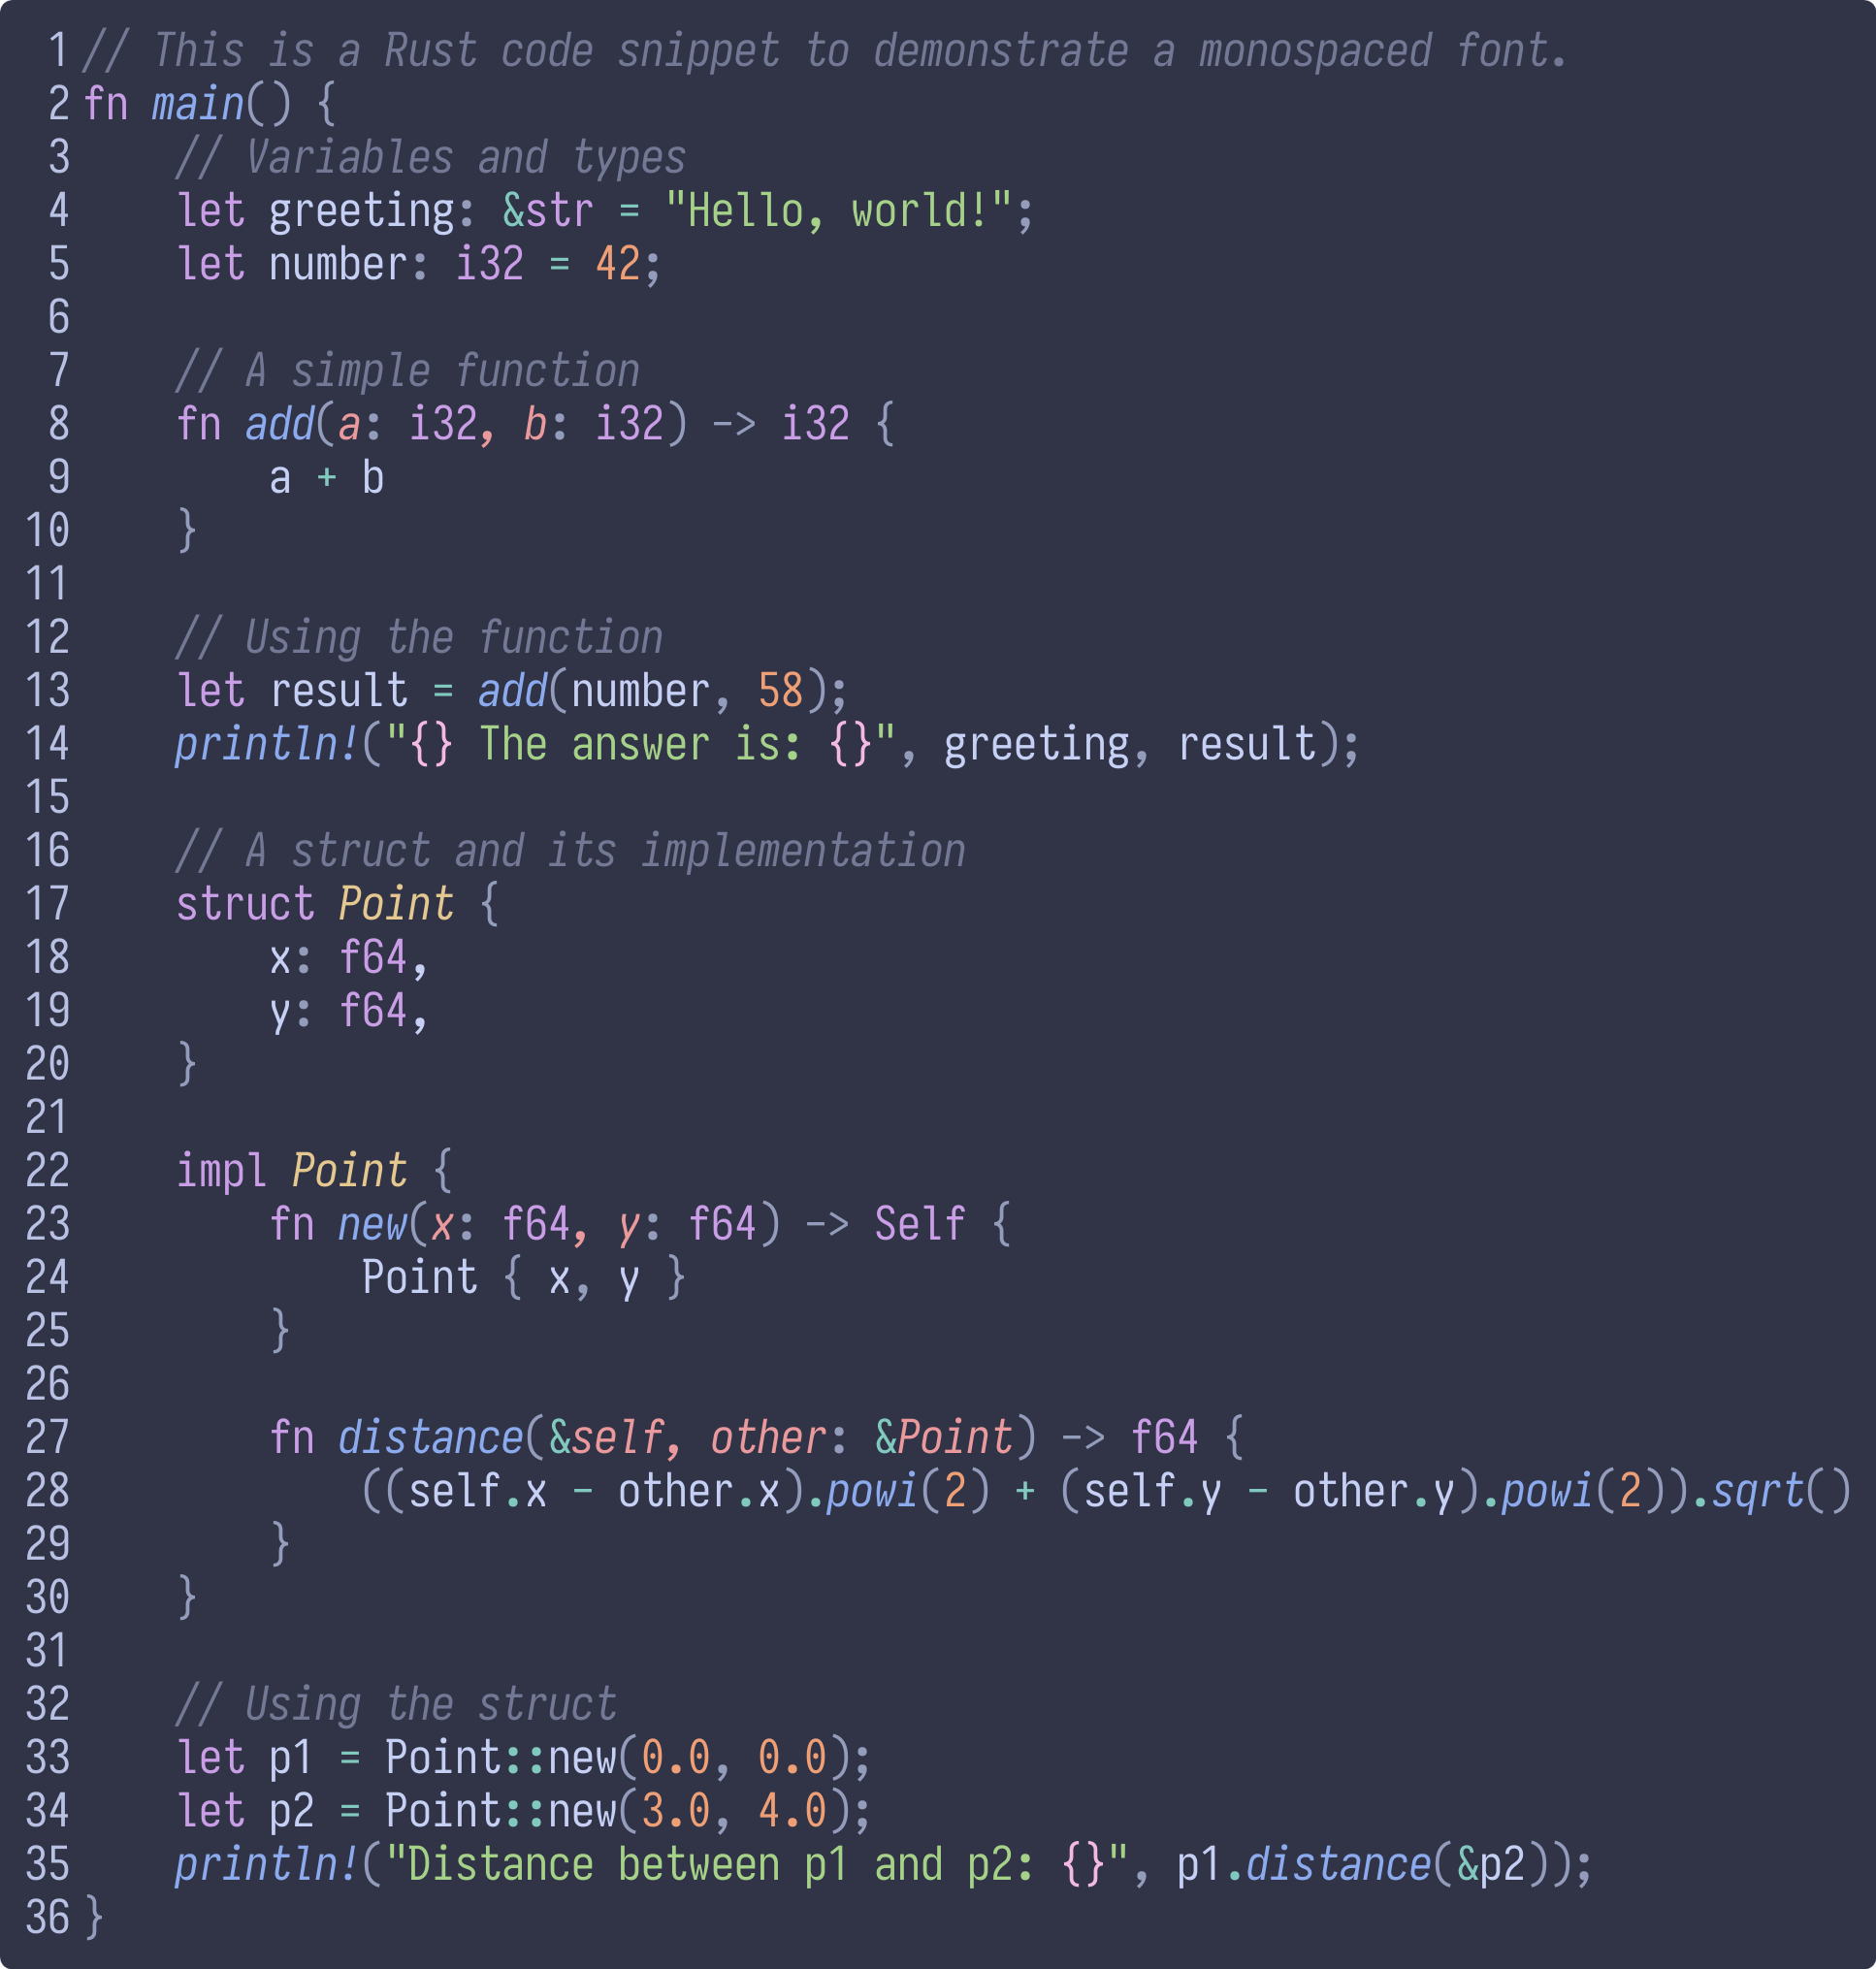 1 // This is a Rust code snippet to demonstrate a monospaced font.
2 fn main() {
3     // Variables and types
4     let greeting: &str = "Hello, world!";
5     let number: i32 = 42;
6
7     // A simple function
8     fn add(a: i32, b: i32) -> i32 {
9         a + b
10     }
11
12     // Using the function
13     let result = add(number, 58);
14     println!("{} The answer is: {}", greeting, result);
15
16     // A struct and its implementation
17     struct Point {
18         x: f64,
19         y: f64,
20     }
21
22     impl Point {
23         fn new(x: f64, y: f64) -> Self {
24             Point { x, y }
25         }
26
27         fn distance(&self, other: &Point) -> f64 {
28             ((self.x - other.x).powi(2) + (self.y - other.y).powi(2)).sqrt()
29         }
30     }
31
32     // Using the struct
33     let p1 = Point::new(0.0, 0.0);
34     let p2 = Point::new(3.0, 4.0);
35     println!("Distance between p1 and p2: {}", p1.distance(&p2));
36 }